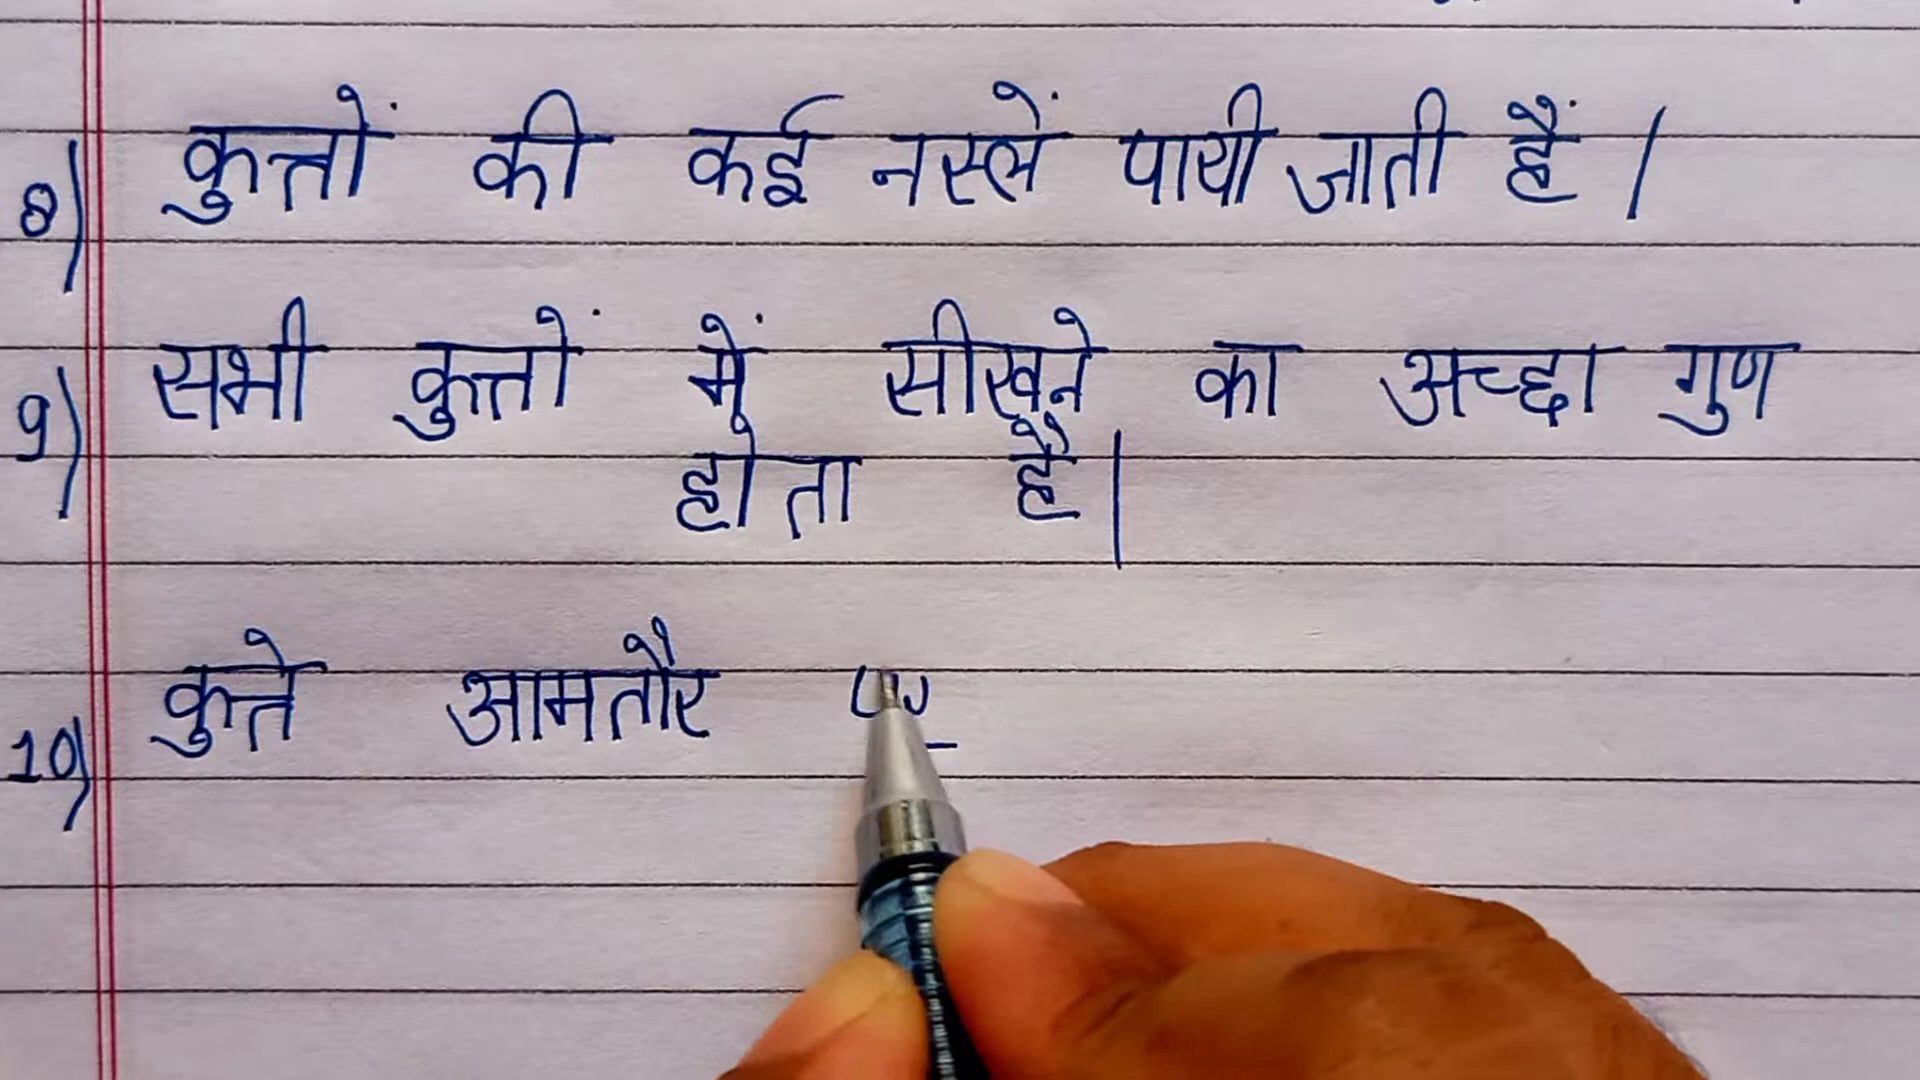 8) कुत्तों की कई नस्लें पायी जाती हैं |
9) सभी कुत्तों में सीखने का अच्छा गुण
होता है |
10) कुत्ते आमतौर